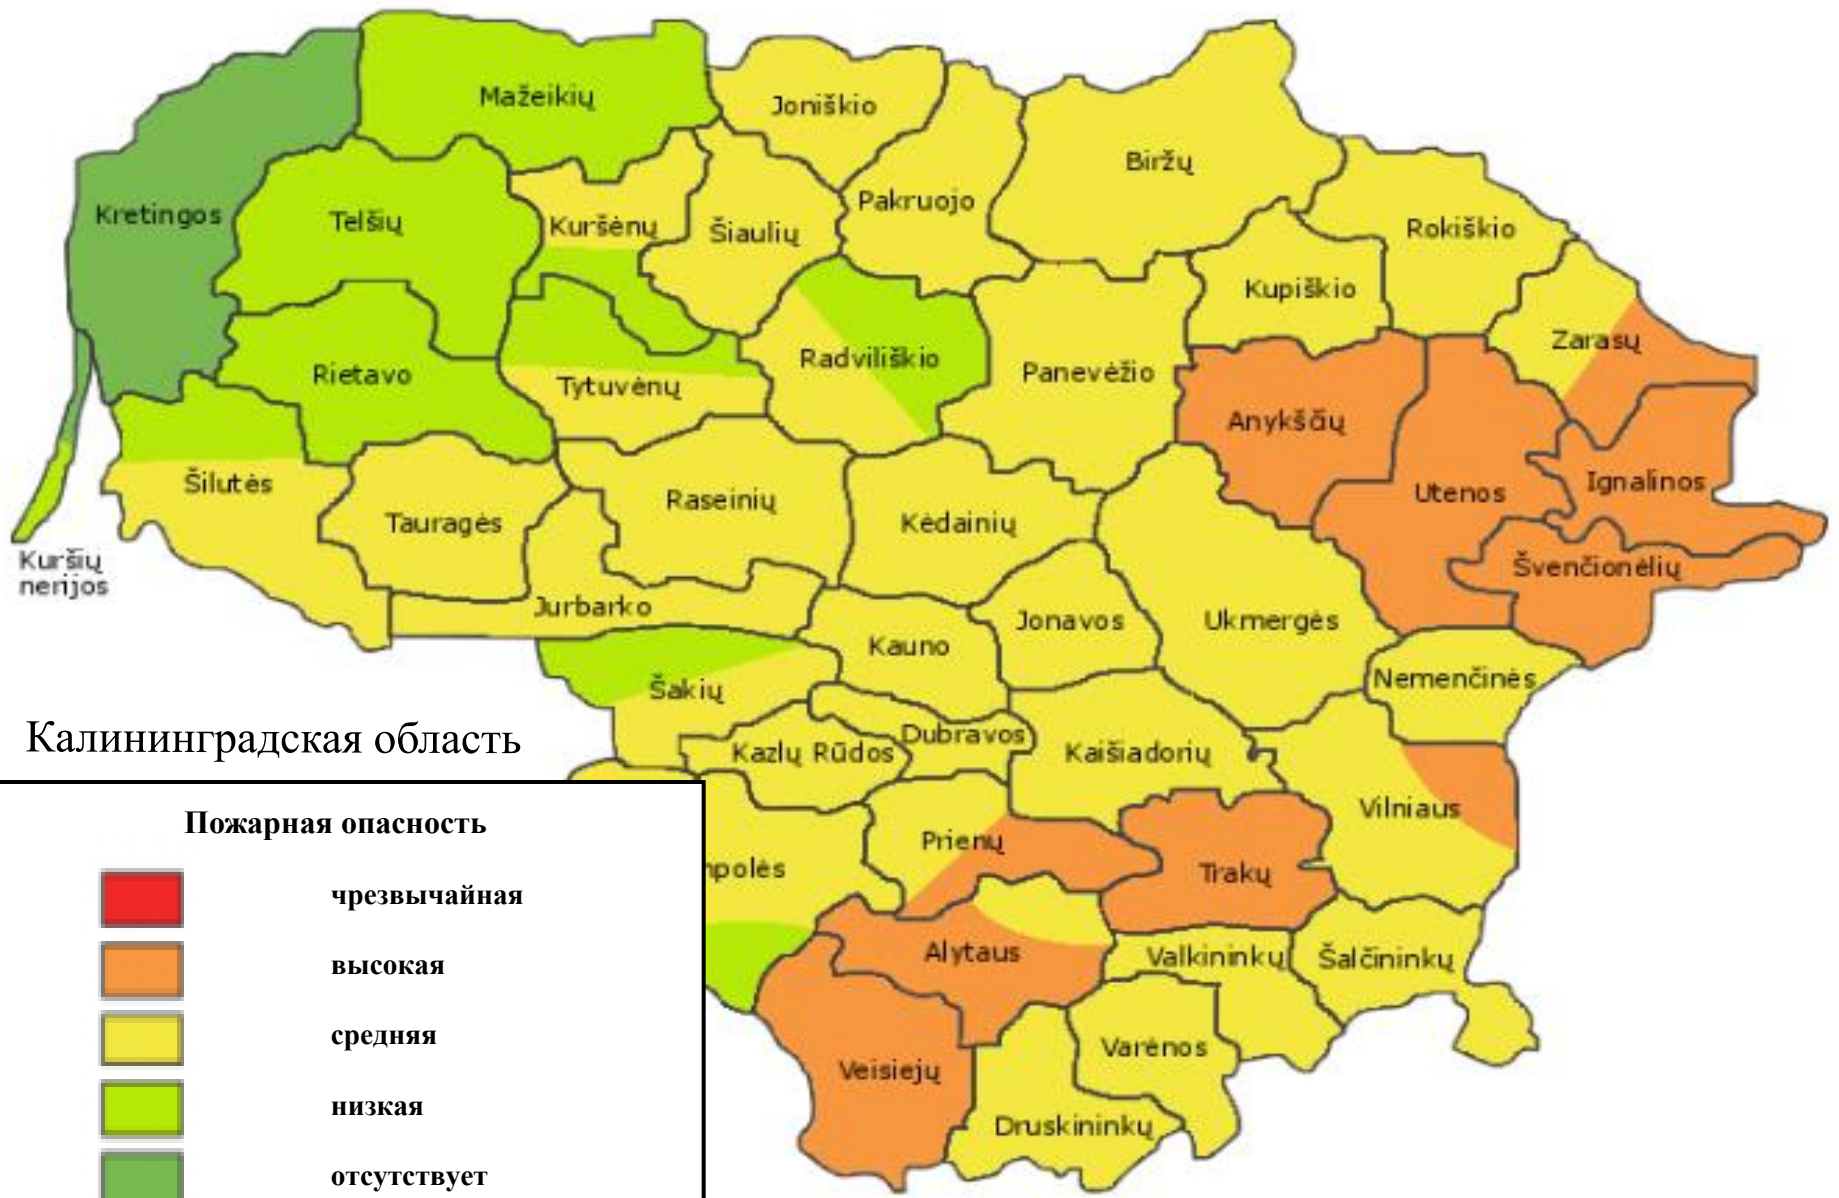 Mažeikių
Joniškio
Biržų
Kretingos
Telšių
Kuršėnų
Šiaulių
Pakruojo
Rokiškio
Kupiškio
Zarasų
Rietavo
Tytuvėnų
Radviliškio
Panevėžio
Anykščių
Utenos
Ignalinos
Šilutės
Tauragės
Raseinių
Kėdainių
Švenčionėlių
Kuršių
nerijos
Jurbarko
Kauno
Jonavos
Ukmergės
Nemenčinės
Šakių
Kazlų Rūdos
Dubravos
Kaišiadorių
Vilniaus
Prienų
Trakų
mpolės
Alytaus
Valkininkų
Šalčininkų
Veisiejų
Varėnos
Druskininkų
Калининградская область
Пожарная опасность
чрезвычайная
высокая
средняя
низкая
отсутствует